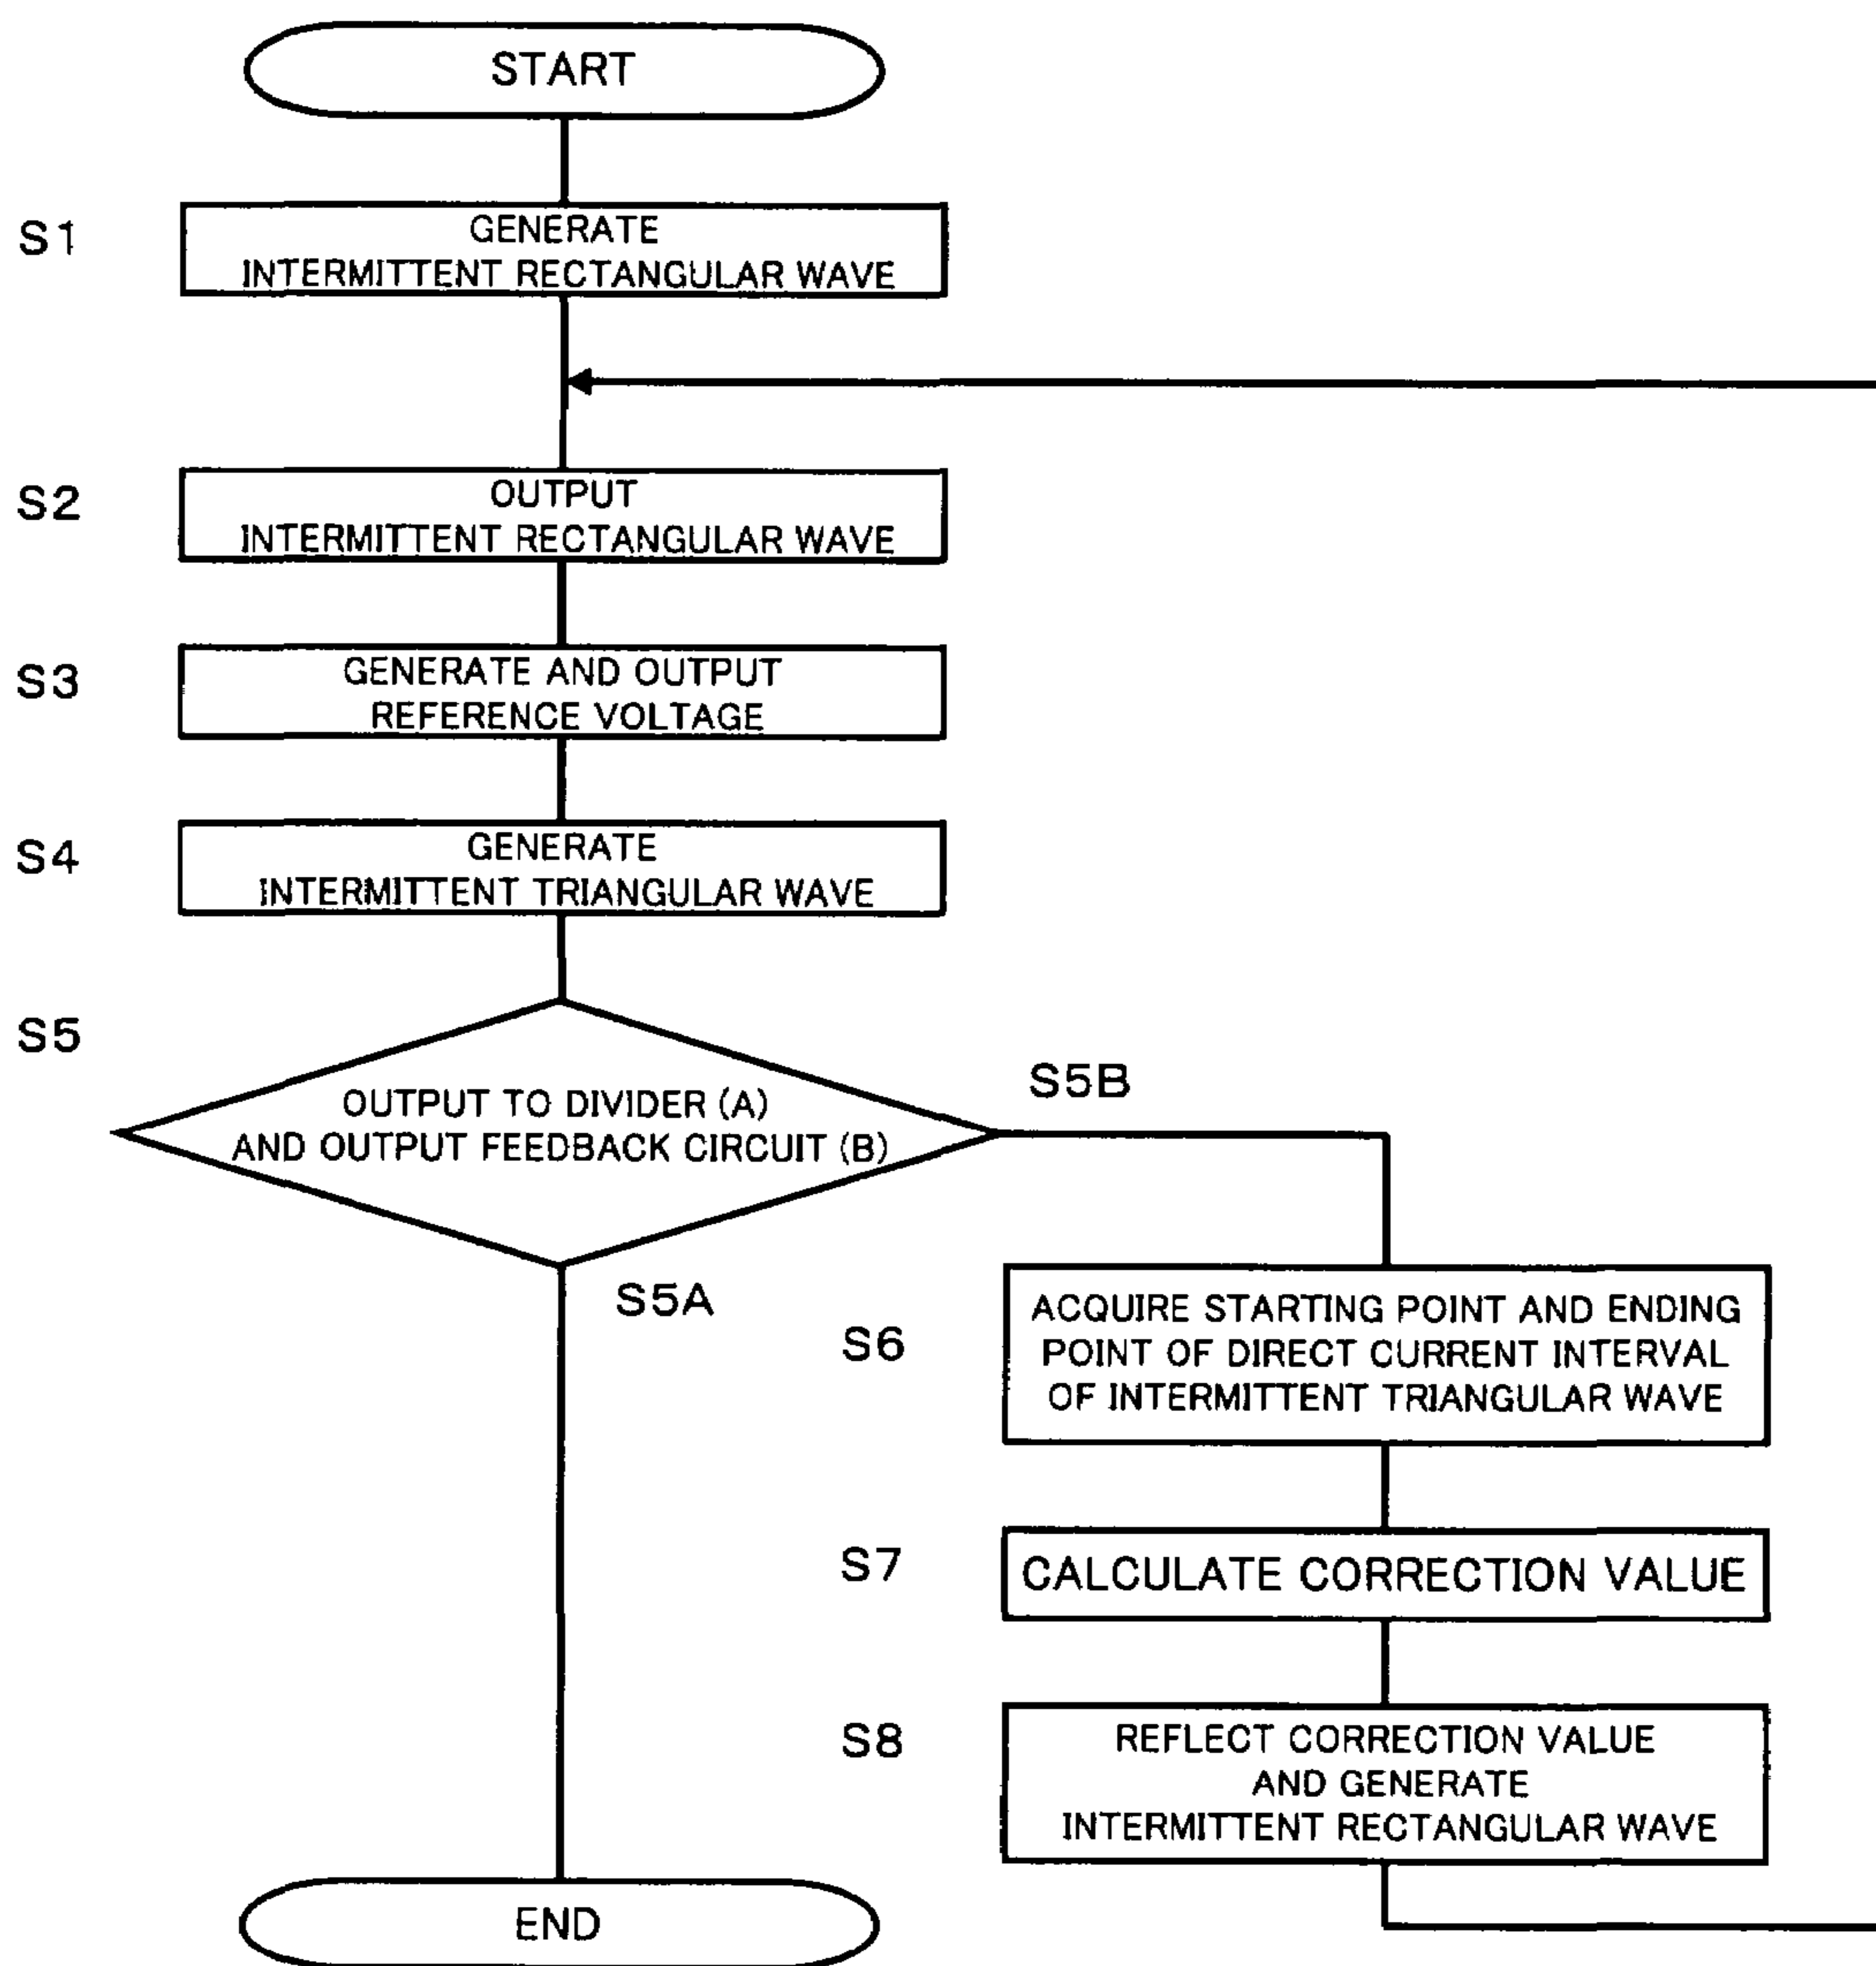 START
S1
GENERATE
INTERMITTENT RECTANGULAR WAVE
S2
OUTPUT
INTERMITTENT RECTANGULAR WAVE
S3
GENERATE AND OUTPUT
REFERENCE VOLTAGE
S4
GENERATE
INTERMITTENT TRIANGULAR WAVE
S5
OUTPUT TO DIVIDER (A)
AND OUTPUT FEEDBACK CIRCUIT (B)
S5B
S5A
S6
ACQUIRE STARTING POINT AND ENDING
POINT OF DIRECT CURRENT INTERVAL
OF INTERMITTENT TRIANGULAR WAVE
S7
CALCULATE CORRECTION VALUE
S8
REFLECT CORRECTION VALUE
AND GENERATE
INTERMITTENT RECTANGULAR WAVE
END